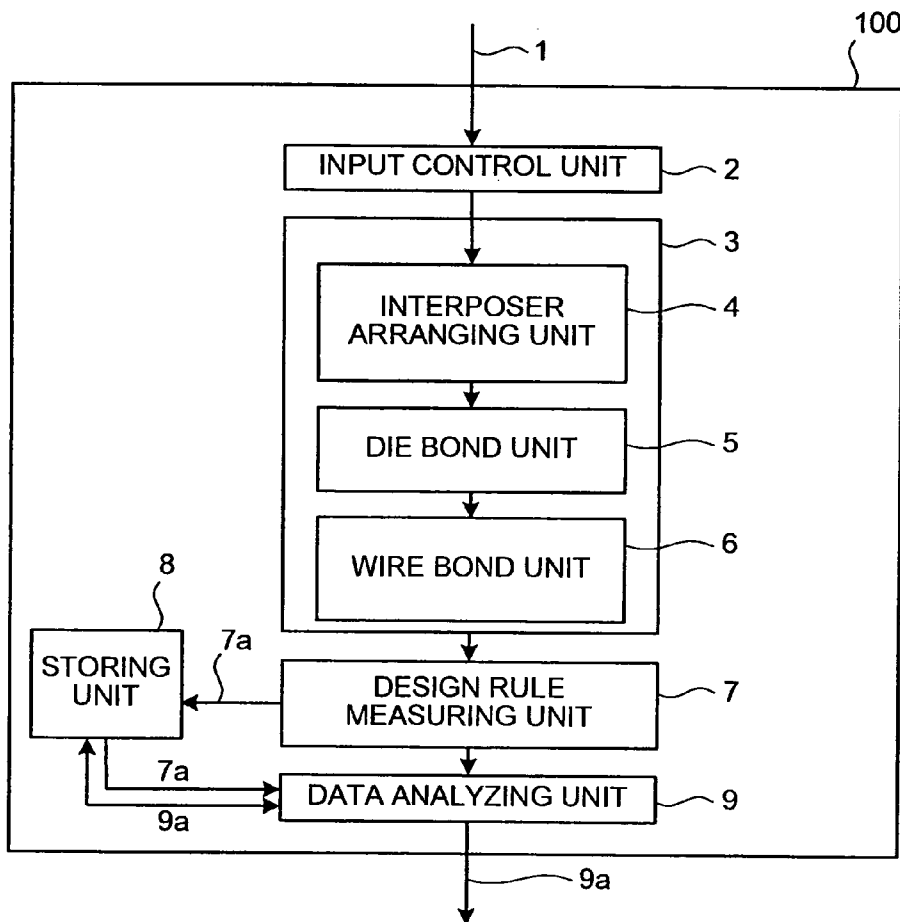 100
1
INPUT CONTROL UNIT
2
3
INTERPOSER
ARRANGING UNIT
4
DIE BOND UNIT
5
WIRE BOND UNIT
6
8
STORING
UNIT
7a
DESIGN RULE
MEASURING UNIT
7
7a
9a
DATA ANALYZING UNIT
9
9a